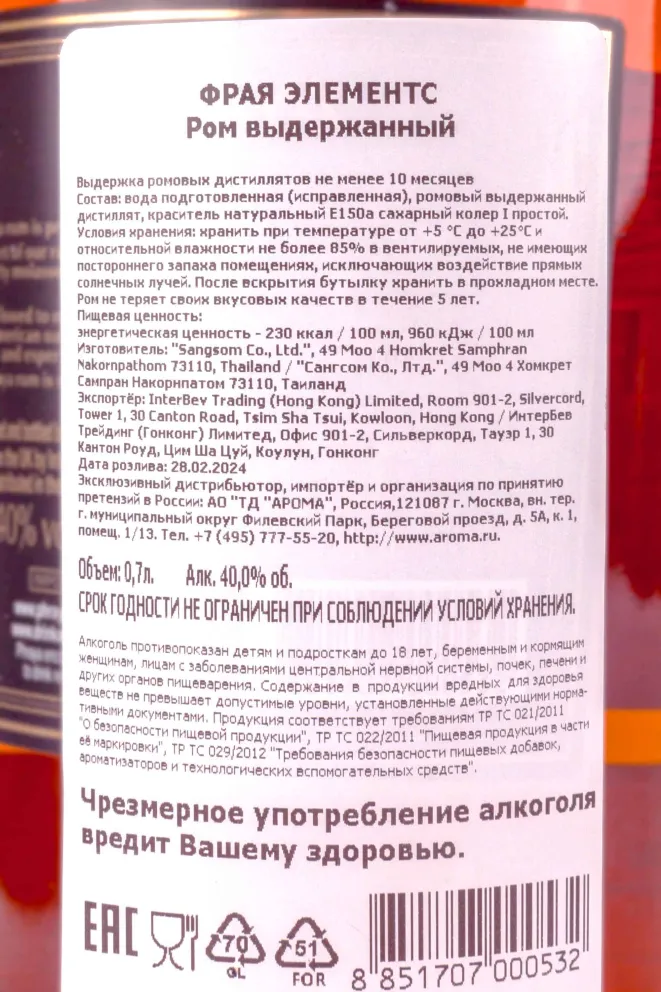 ФРАЯ ЭЛЕМЕНТС
Ром выдержанный
Выдержка ромовых дистиллятов не менее 10 месяцев
Состав: вода подготовленная (исправленная), ромовый выдержанный
дистиллят, краситель натуральный Е150а сахарный колер I простой.
Условия хранения: хранить при температуре от +5 °С до +25°С и
относительной влажности не более 85% в вентилируемых, не имеющих
постороннего запаха помещениях, исключающих воздействие прямых
солнечных лучей. После вскрытия бутылку хранить в прохладном месте.
Ром не теряет своих вкусовых качеств в течение 5 лет.
Пищевая ценность:
энергетическая ценность - 230 ккал / 100 мл, 960 кДж / 100 мл
Изготовитель: "Sangsom Co., Ltd.", 49 Moo 4 Homkret Samphran
Nakornpathom 73110, Thailand / "Сангсом Ко., Лтд.", 49 Моо 4 Хомкрет
Сампран Накорнпатом 73110, Таиланд
Экспортёр: InterBev Trading (Hong Kong) Limited, Room 901-2, Silvercord,
Tower 1, 30 Canton Road, Tsim Sha Tsui, Kowloon, Hong Kong / ИнтерБев
Трейдинг (Гонконг) Лимитед, Офис 901-2, Сильверкорд, Тауэр 1, 30
Кантон Роуд, Цим Ша Цуй, Коулун, Гонконг
Дата розлива: 28.02.2024
Эксклюзивный дистрибьютор, импортёр и организация по принятию
претензий в России: АО "ТД "АРОМА", Россия,121087 г. Москва, вн. тер.
г. муниципальный округ Филевский Парк, Береговой проезд, д. 5А, к. 1,
помещ. 1/13. Тел. +7 (495) 777-55-20, http://www.aroma.ru.
Объем: 0,7л. Алк. 40,0% об.
СРОК ГОДНОСТИ НЕ ОГРАНИЧЕН ПРИ СОБЛЮДЕНИИ УСЛОВИЙ ХРАНЕНИЯ.
Алкоголь противопоказан детям и подросткам до 18 лет, беременным и кормящим
женщинам, лицам с заболеваниями центральной нервной системы, почек, печени и
других органов пищеварения. Содержание в продукции вредных для здоровья
веществ не превышает допустимые уровни, установленные действующими норма-
тивными документами. Продукция соответствует требованиям ТР ТС 021/2011
"О безопасности пищевой продукции", ТР ТС 022/2011 "Пищевая продукция в части
её маркировки", ТР ТС 029/2012 "Требования безопасности пищевых добавок,
ароматизаторов и технологических вспомогательных средств".
Чрезмерное употребление алкоголя
вредит Вашему здоровью.
EAC
70
GL
51
FOR
8 851707 000532